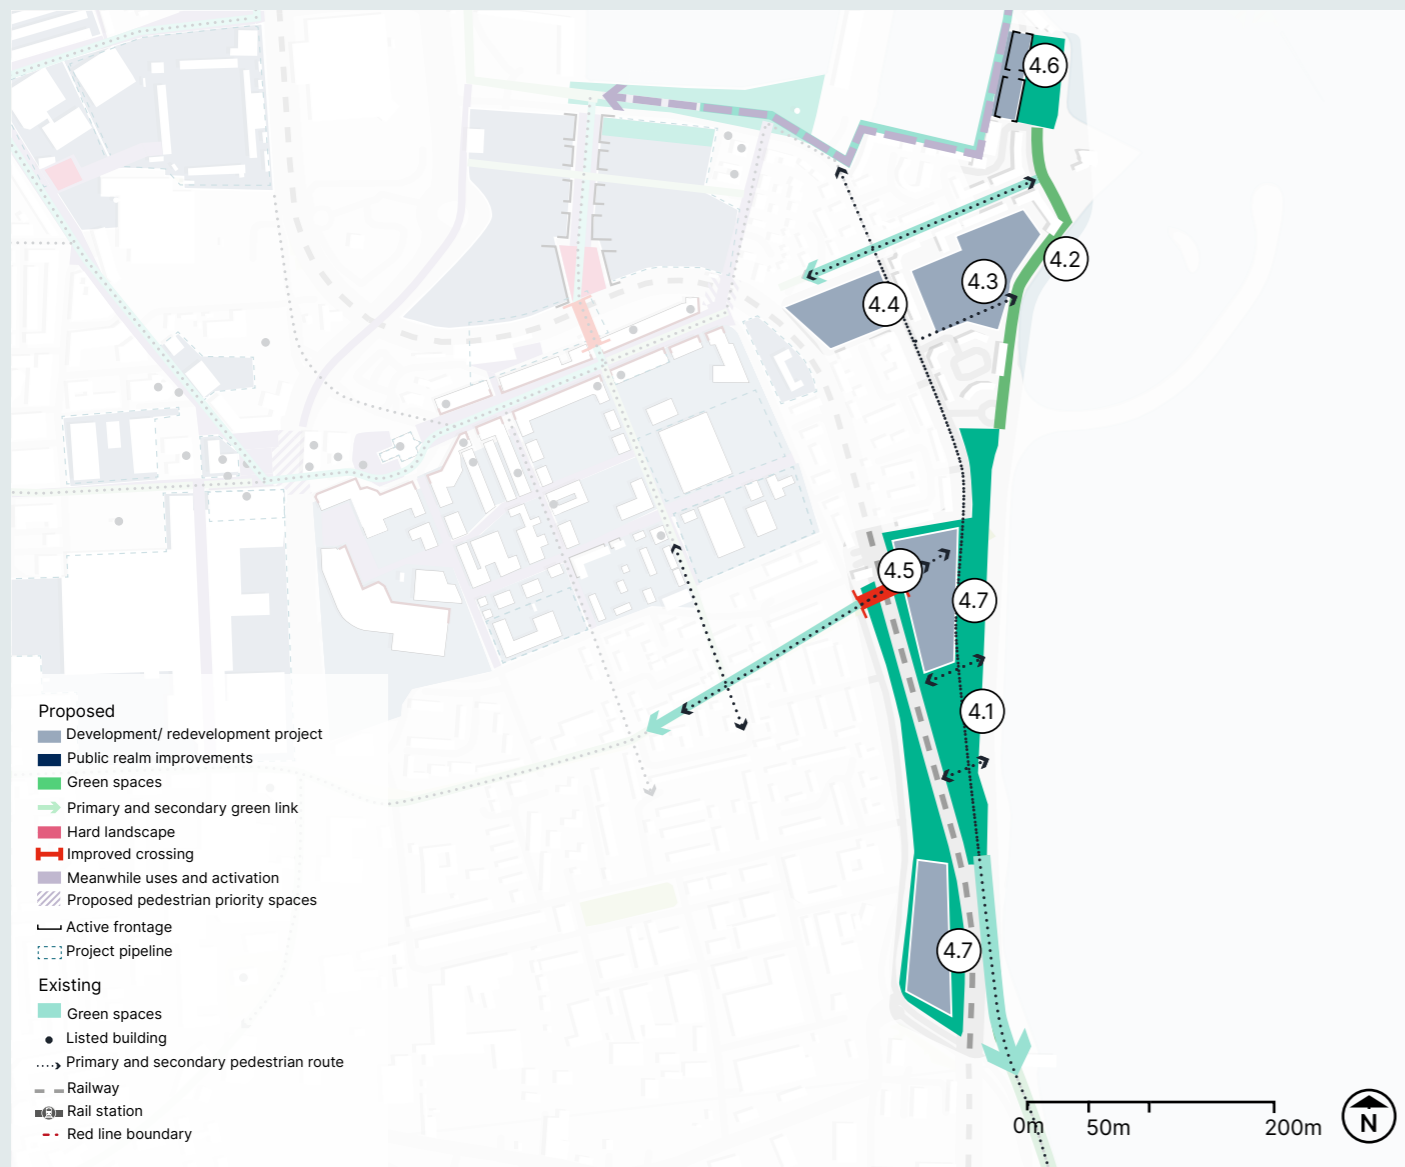 4.6
4.2
4.3
4.4
4.5
4.7
4.1
4.7
Proposed
Development/ redevelopment project
Public realm improvements
Green spaces
Primary and secondary green link
Hard landscape
Improved crossing
Meanwhile uses and activation
Proposed pedestrian priority spaces
Active frontage
Project pipeline
Existing
Green spaces
Listed building
Primary and secondary pedestrian route
Railway
Rail station
Red line boundary
0m 50m 200m
N